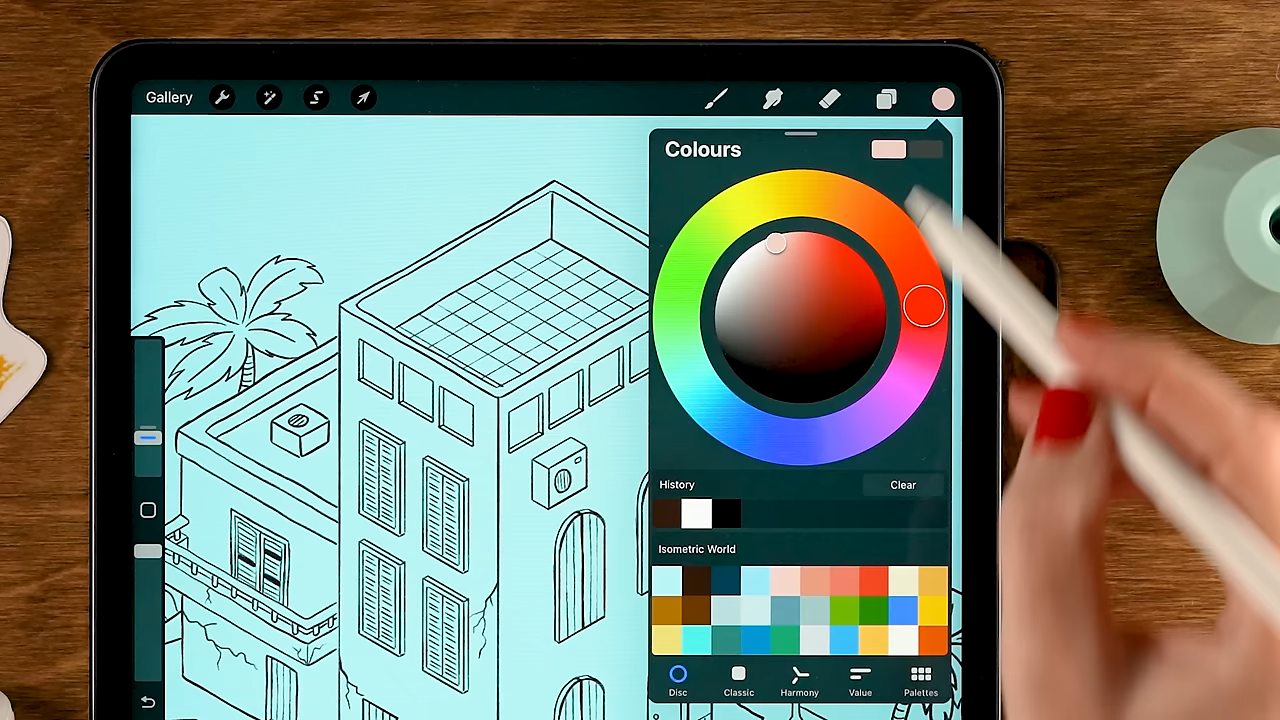 Gallery
Colours
History
Clear
Isometric World
Disc
Classic
Harmony
Value
Palettes